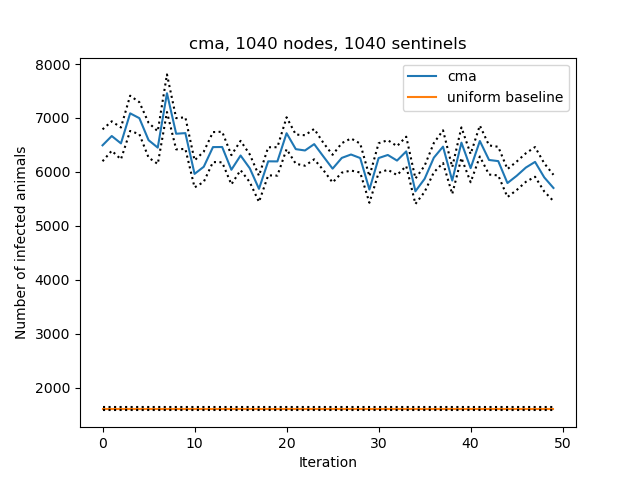 cma, 1040 nodes, 1040 sentinels
8000
7000
6000
5000
4000
3000
2000
Number of infected animals
cma
uniform baseline
0 10 20 30 40 50
Iteration